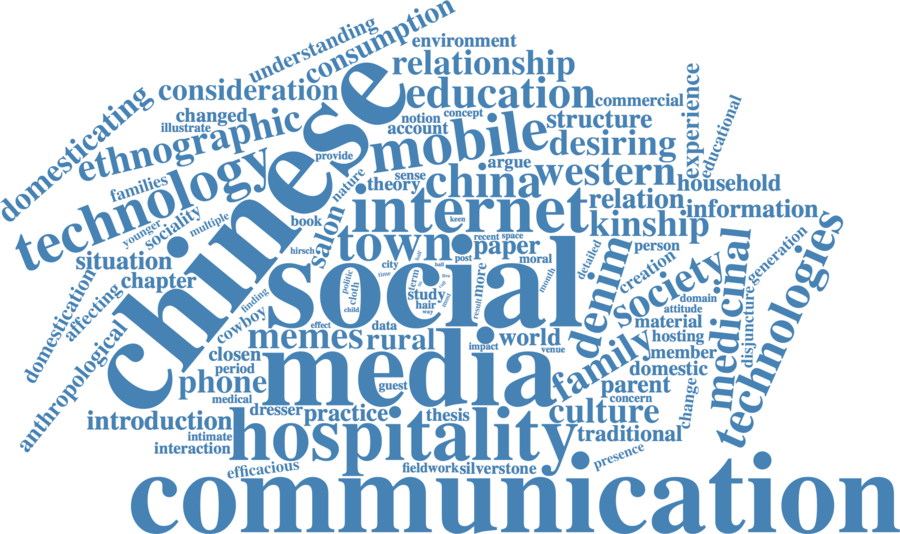 understanding
consumption
environment
relationship
consideration
education
commercial
experience
educational
domesticating
changed
illustrate
ethnographic
chinese
notion
concept
account
mobile
structure
desiring
technology
provide
families
nature
theory
sense
argue
china
western
household
younger
sociality
multiple
book
salon
internet
keen
relation
kinship
information
situation
chapter
hirsch
town
recent
space
paper
post
moral
person
detailed
denim
creation
society
medicinal
generation
technologies
domestication
affecting
anthropological
finding
cowboy
politic
cloth
child
city
time
social
term
study
hair
way
live
more
result
month
domain
attitude
material
disjuncture
effect
data
memes
rural
impact
world
venue
hosting
member
domestic
closen
period
phone
medical
media
guest
family
parent
concern
change
introduction
dresser
practice
thesis
culture
intimate
interaction
hospitality
traditional
efficacious
fieldwork
silverstone
presence
communication